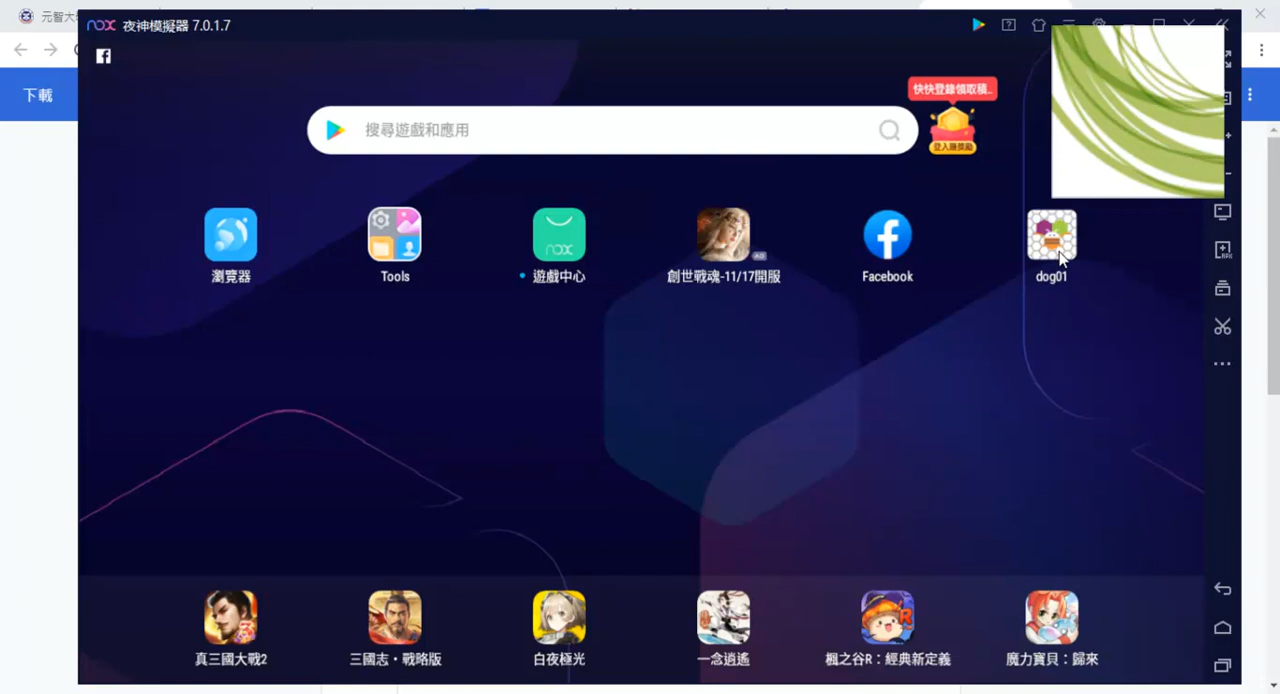 元智大
nox 夜神模擬器 7.0.1.7
下載
快快登錄領取積..
搜尋遊戲和應用
登入賺獎勵
nox
AD
瀏覽器
Tools
遊戲中心
創世戰魂-11/17開服
Facebook
dog01
真三國大戰2
三國志・戰略版
白夜極光
一念逍遙
楓之谷R：經典新定義
魔力寶貝：歸來